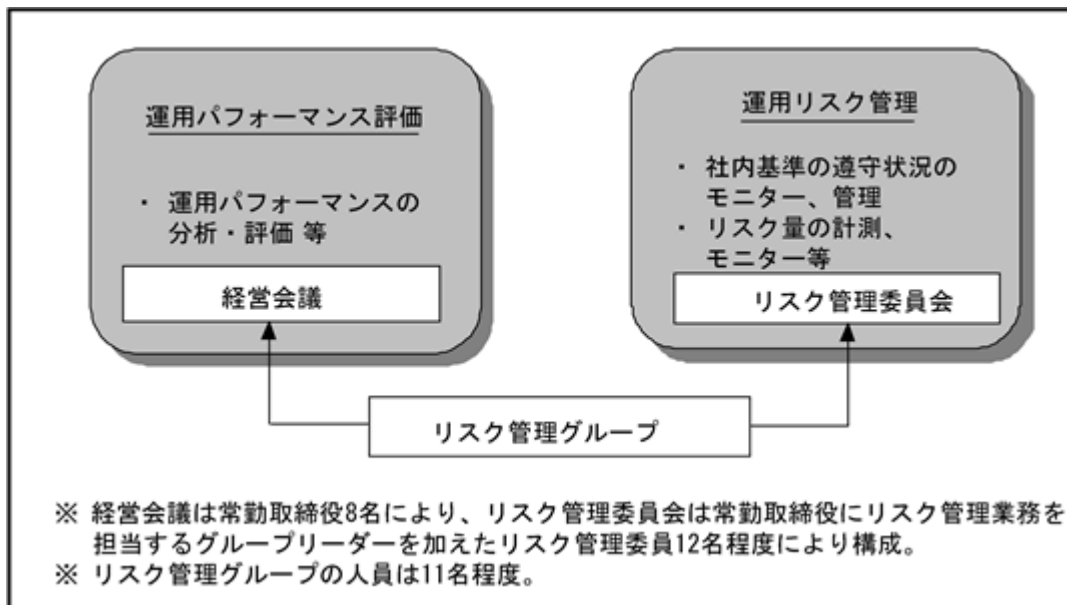 運用パフォーマンス評価
・ 運用パフォーマンスの
分析・評価 等
経営会議
運用リスク管理
・ 社内基準の遵守状況の
モニター、管理
・ リスク量の計測、
モニター等
リスク管理委員会
リスク管理グループ
※ 経営会議は常勤取締役8名により、リスク管理委員会は常勤取締役にリスク管理業務を
担当するグループリーダーを加えたリスク管理委員12名程度により構成。
※ リスク管理グループの人員は11名程度。